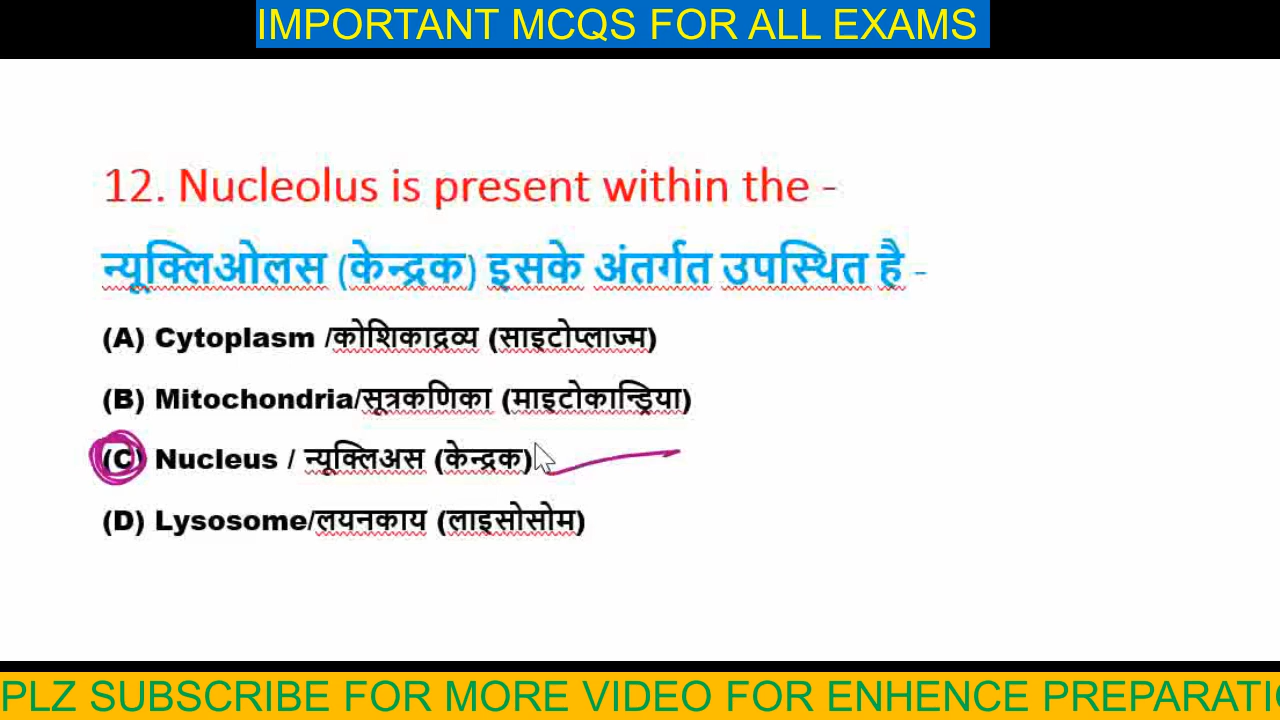 IMPORTANT MCQS FOR ALL EXAMS
12. Nucleolus is present within the -
न्यूक्लिओलस (केन्द्रक) इसके अंतर्गत उपस्थित है -
(A) Cytoplasm /कोशिकाद्रव्य (साइटोप्लाज्म)
(B) Mitochondria/सूत्रकणिका (माइटोकान्ड्रिया)
(C) Nucleus / न्यूक्लिअस (केन्द्रक)
(D) Lysosome/लयनकाय (लाइसोसोम)
PLZ SUBSCRIBE FOR MORE VIDEO FOR ENHENCE PREPARATIO